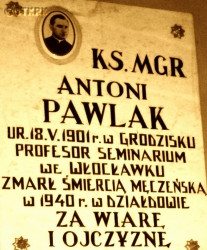 KS. MGR
ANTONI
PAWLAK
UR. 18. V. 1901 r. w GRODZISKU
PROFESOR SEMINARIUM
WE WŁOCŁAWKU
ZMARŁ ŚMIERCIĄ MĘCZEŃSKĄ
w 1940 r. w DZIAŁDOWIE
ZA WIARĘ
I OJCZYZNĘ